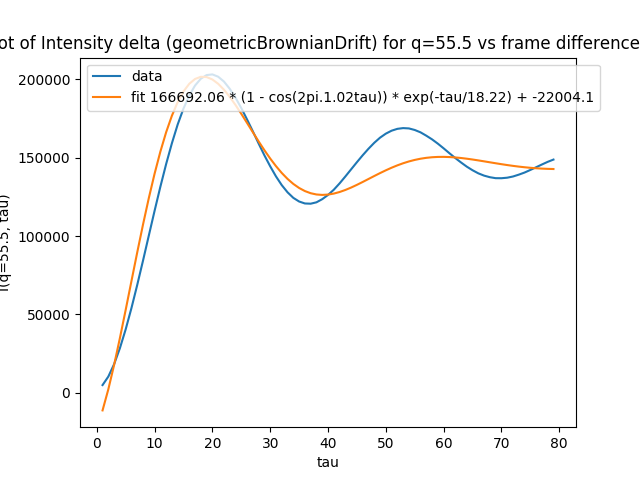 ot of Intensity delta (geometricBrownianDrift) for q=55.5 vs frame difference
data
fit 166692.06 * (1 - cos(2pi.1.02tau)) * exp(-tau/18.22) + -22004.1
200000
150000
100000
50000
0
I(q=55.5, tau)
0 10 20 30 40 50 60 70 80
tau